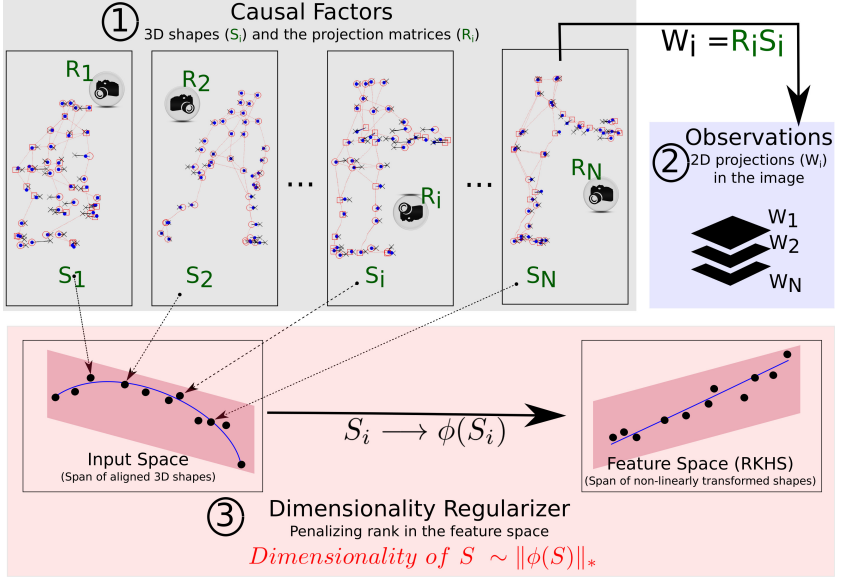 ① Causal Factors
3D shapes (Sᵢ) and the projection matrices (Rᵢ)
R₁
R₂
Rᵢ
R_N
... ...
S₁ S₂ Sᵢ S_N
Wᵢ =RᵢSᵢ
② Observations
2D projections (Wᵢ)
in the image
W₁
W₂
W_N
Input Space
(Span of aligned 3D shapes)
Sᵢ ⟶ ϕ(Sᵢ)
Feature Space (RKHS)
(Span of non-linearly transformed shapes)
③ Dimensionality Regularizer
Penalizing rank in the feature space
Dimensionality of S ∼ ‖ϕ(S)‖∗